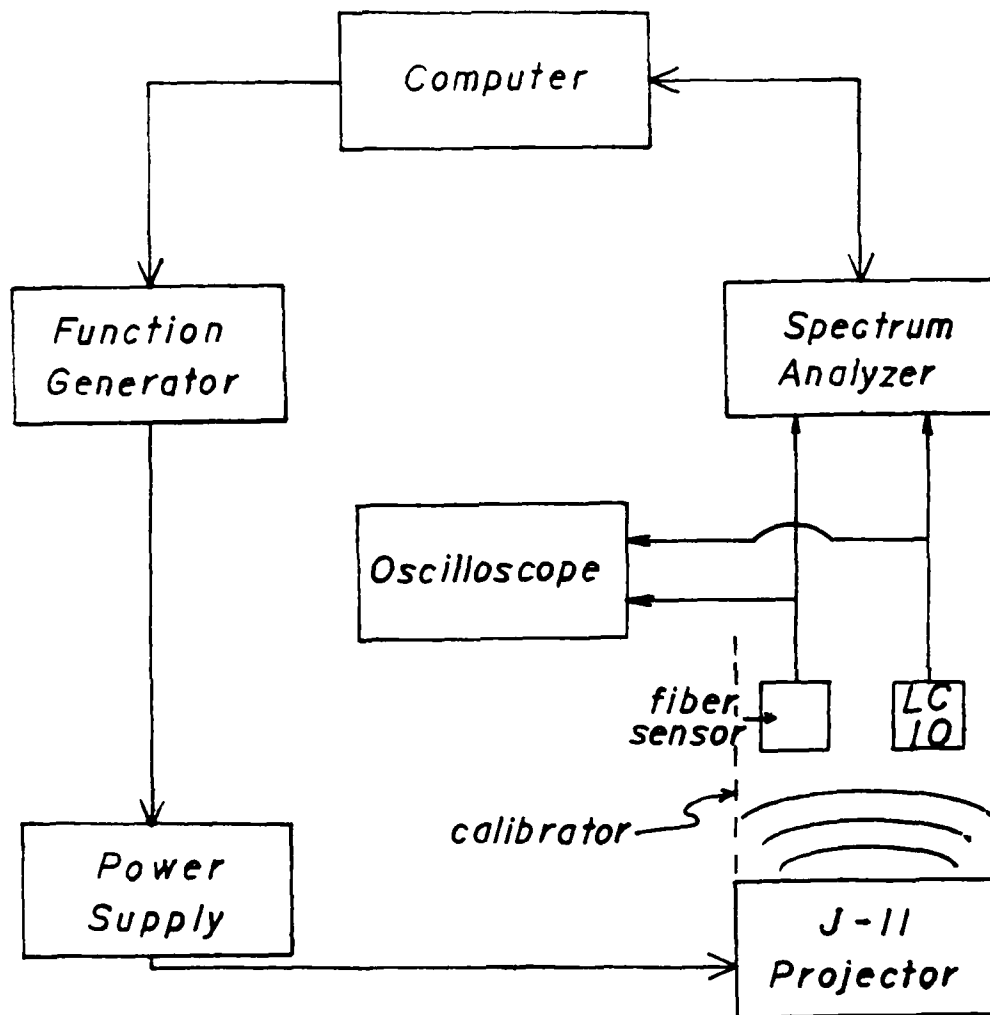 Computer
Function
Generator
Spectrum
Analyzer
Oscilloscope
fiber
sensor
LC
10
calibrator
Power
Supply
J-11
Projector